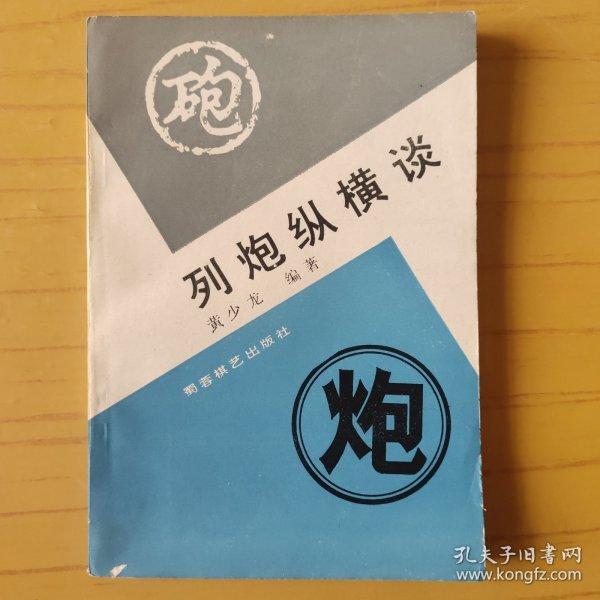 砲
列炮纵横谈
黄少龙 编著
蜀蓉棋艺出版社
炮
孔夫子旧书网
www.kongfz.com